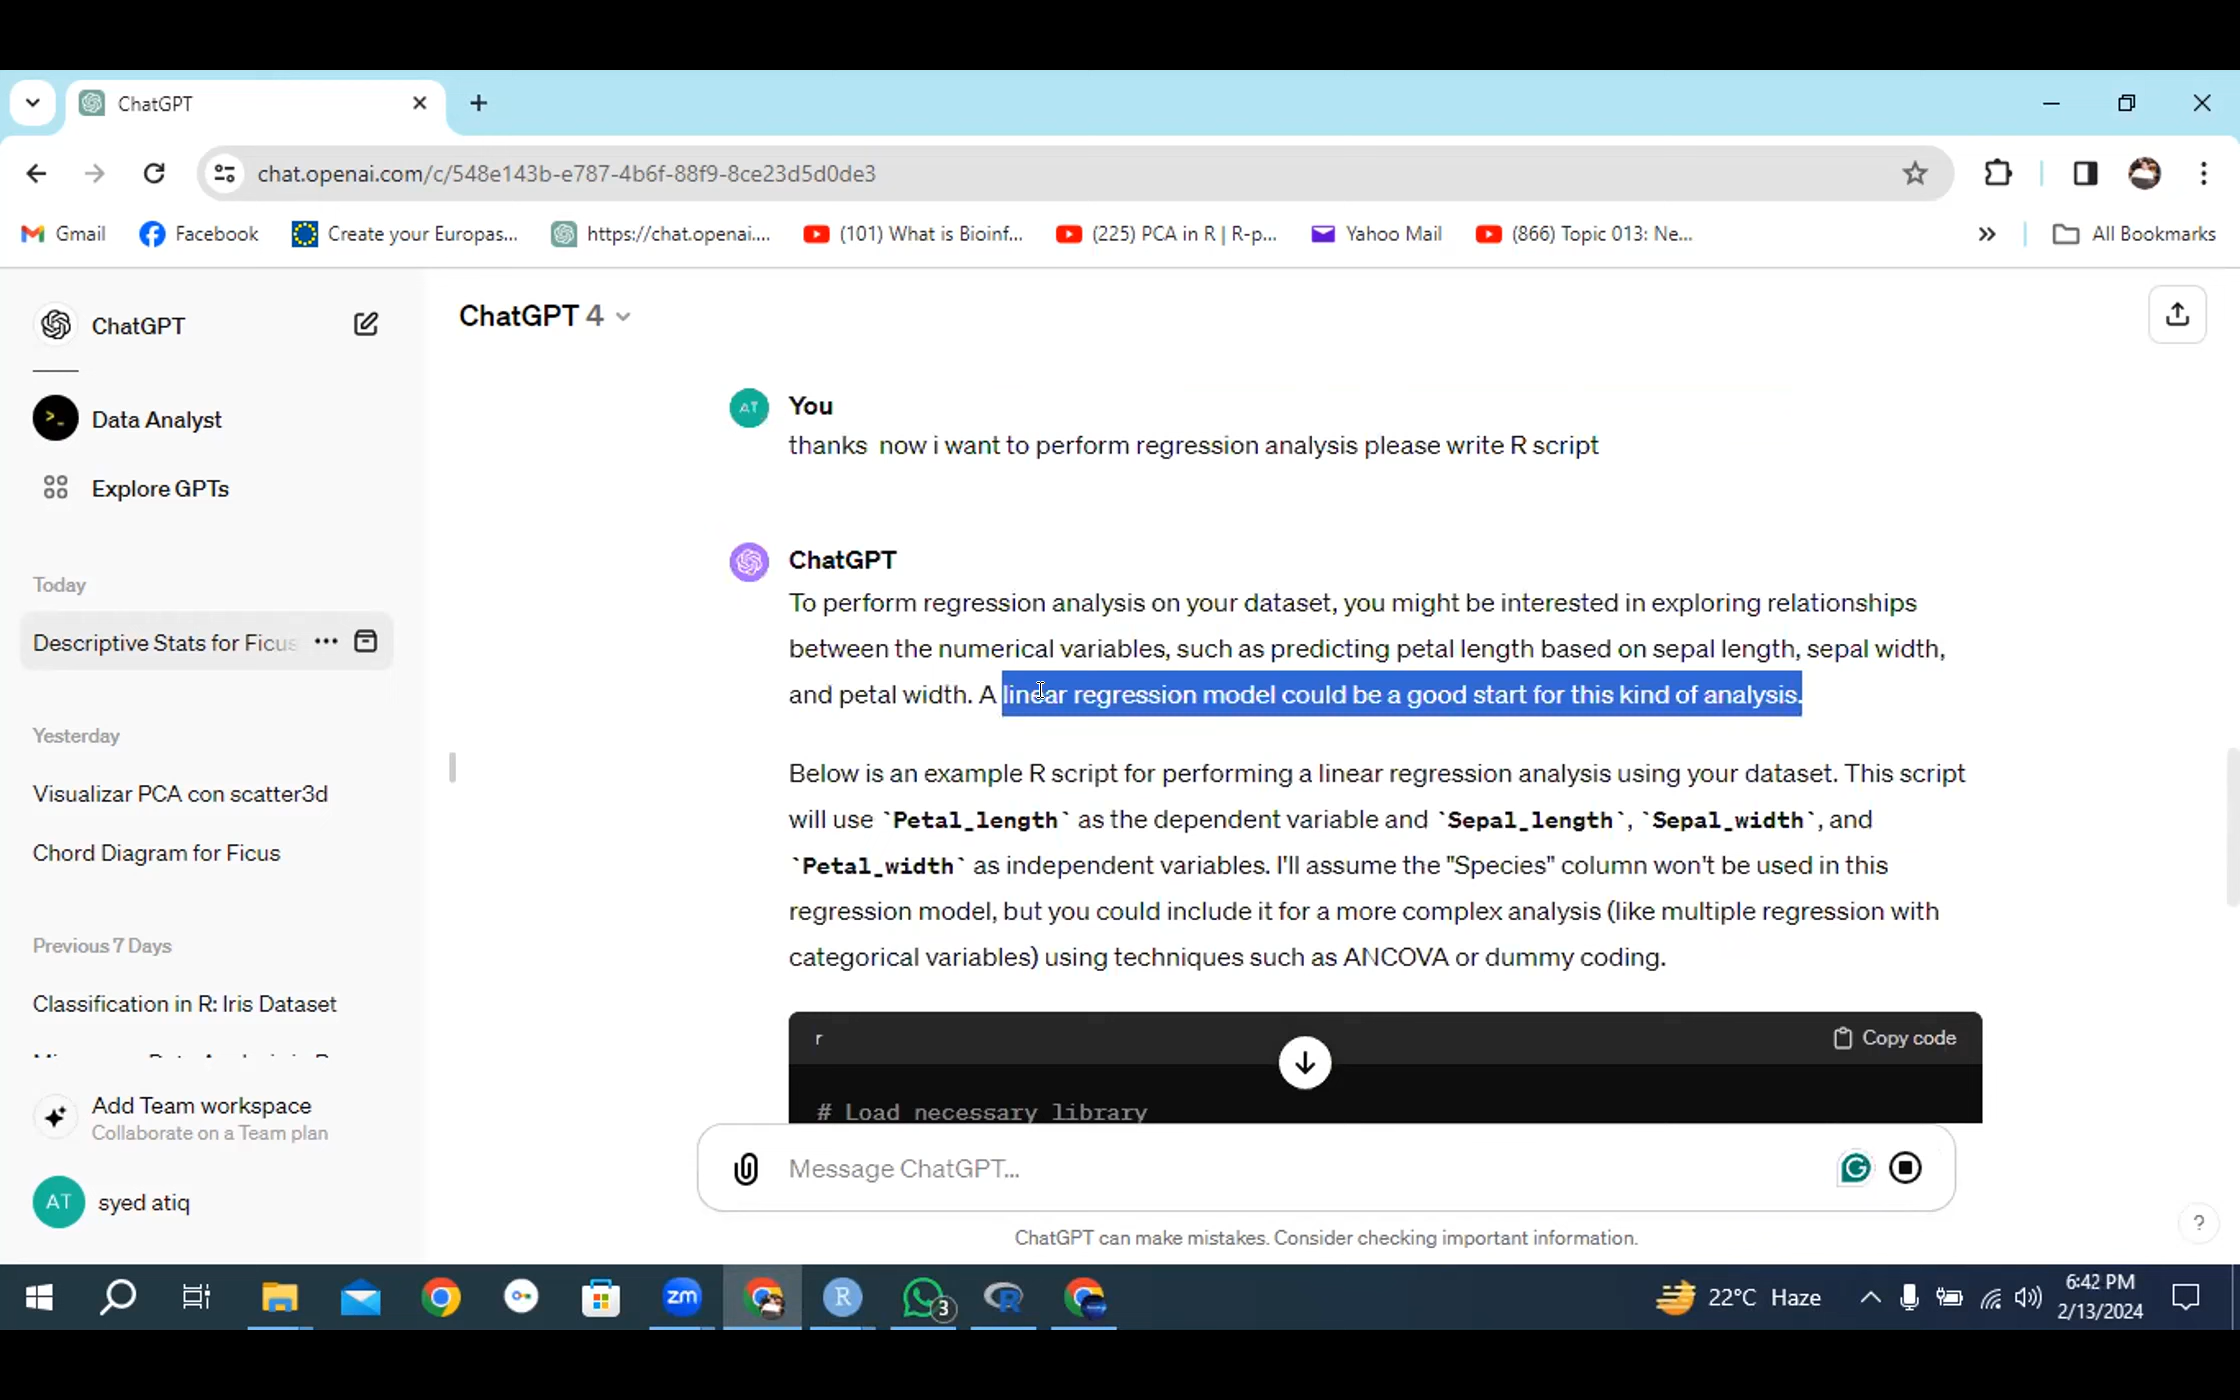 ChatGPT
chat.openai.com/c/548e143b-e787-4b6f-88f9-8ce23d5d0de3
Gmail
Facebook
Create your Europas...
https://chat.openai....
(101) What is Bioinf...
(225) PCA in R | R-p...
Yahoo Mail
(866) Topic 013: Ne...
All Bookmarks
ChatGPT
Data Analyst
Explore GPTs
Today
Descriptive Stats for Ficus
Yesterday
Visualizar PCA con scatter3d
Chord Diagram for Ficus
Previous 7 Days
Classification in R: Iris Dataset
Add Team workspace
Collaborate on a Team plan
AT syed atiq
ChatGPT 4
AT You
thanks  now i want to perform regression analysis please write R script
ChatGPT
To perform regression analysis on your dataset, you might be interested in exploring relationships
between the numerical variables, such as predicting petal length based on sepal length, sepal width,
and petal width. A linear regression model could be a good start for this kind of analysis.
Below is an example R script for performing a linear regression analysis using your dataset. This script
will use `Petal_length` as the dependent variable and `Sepal_length`, `Sepal_width`, and
`Petal_width` as independent variables. I'll assume the "Species" column won't be used in this
regression model, but you could include it for a more complex analysis (like multiple regression with
categorical variables) using techniques such as ANCOVA or dummy coding.
r
Copy code
# Load necessary library
Message ChatGPT...
ChatGPT can make mistakes. Consider checking important information.
?
zm
R
3
R
22°C Haze
6:42 PM
2/13/2024